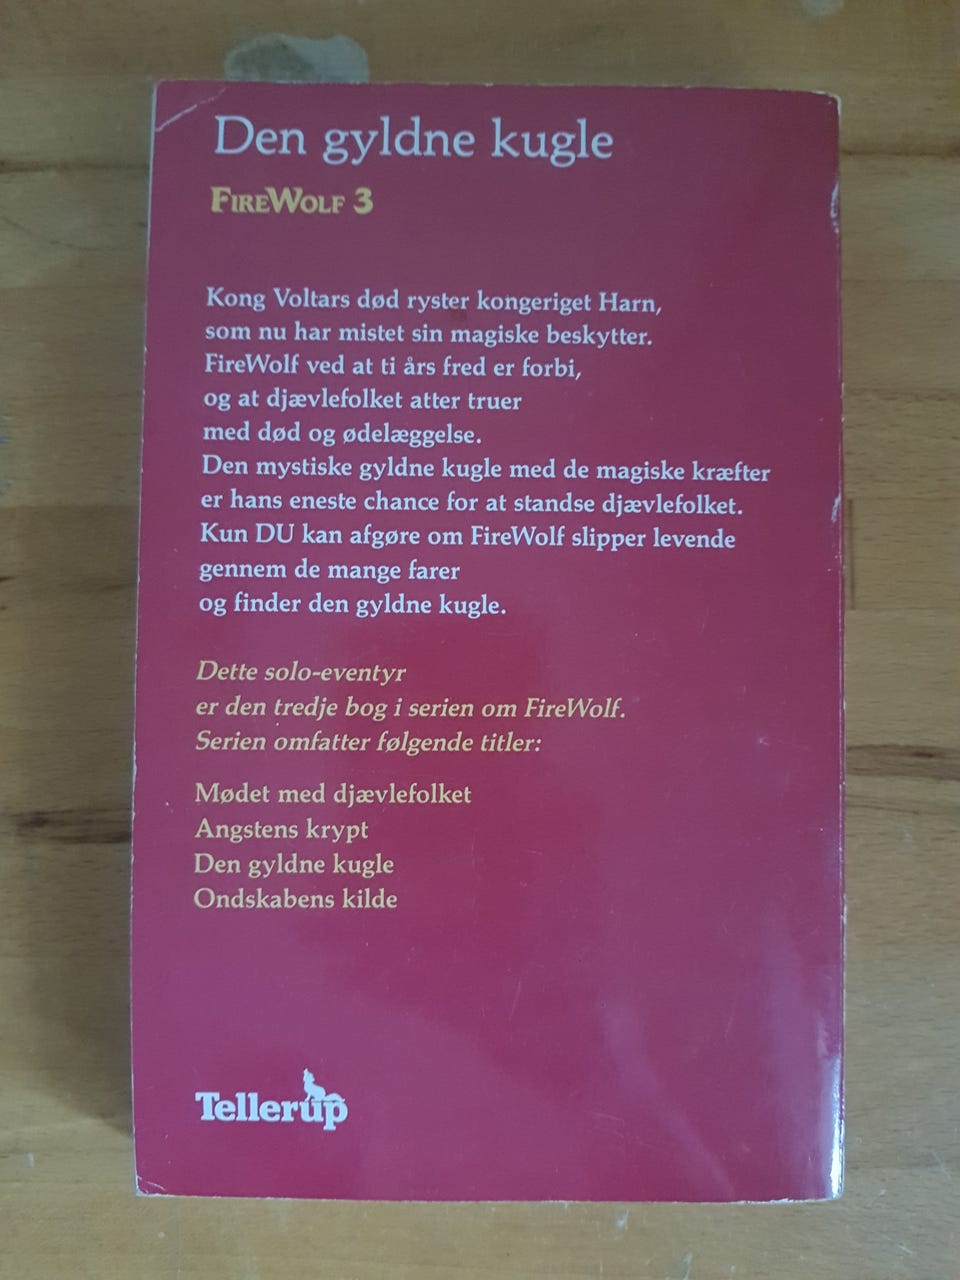 Den gyldne kugle
FIREWOLF 3
Kong Voltars død ryster kongeriget Harn,
som nu har mistet sin magiske beskytter.
FireWolf ved at ti års fred er forbi,
og at djævlefolket atter truer
med død og ødelæggelse.
Den mystiske gyldne kugle med de magiske kræfter
er hans eneste chance for at standse djævlefolket.
Kun DU kan afgøre om FireWolf slipper levende
gennem de mange farer
og finder den gyldne kugle.
Dette solo-eventyr
er den tredje bog i serien om FireWolf.
Serien omfatter følgende titler:
Mødet med djævlefolket
Angstens krypt
Den gyldne kugle
Ondskabens kilde
Tellerup